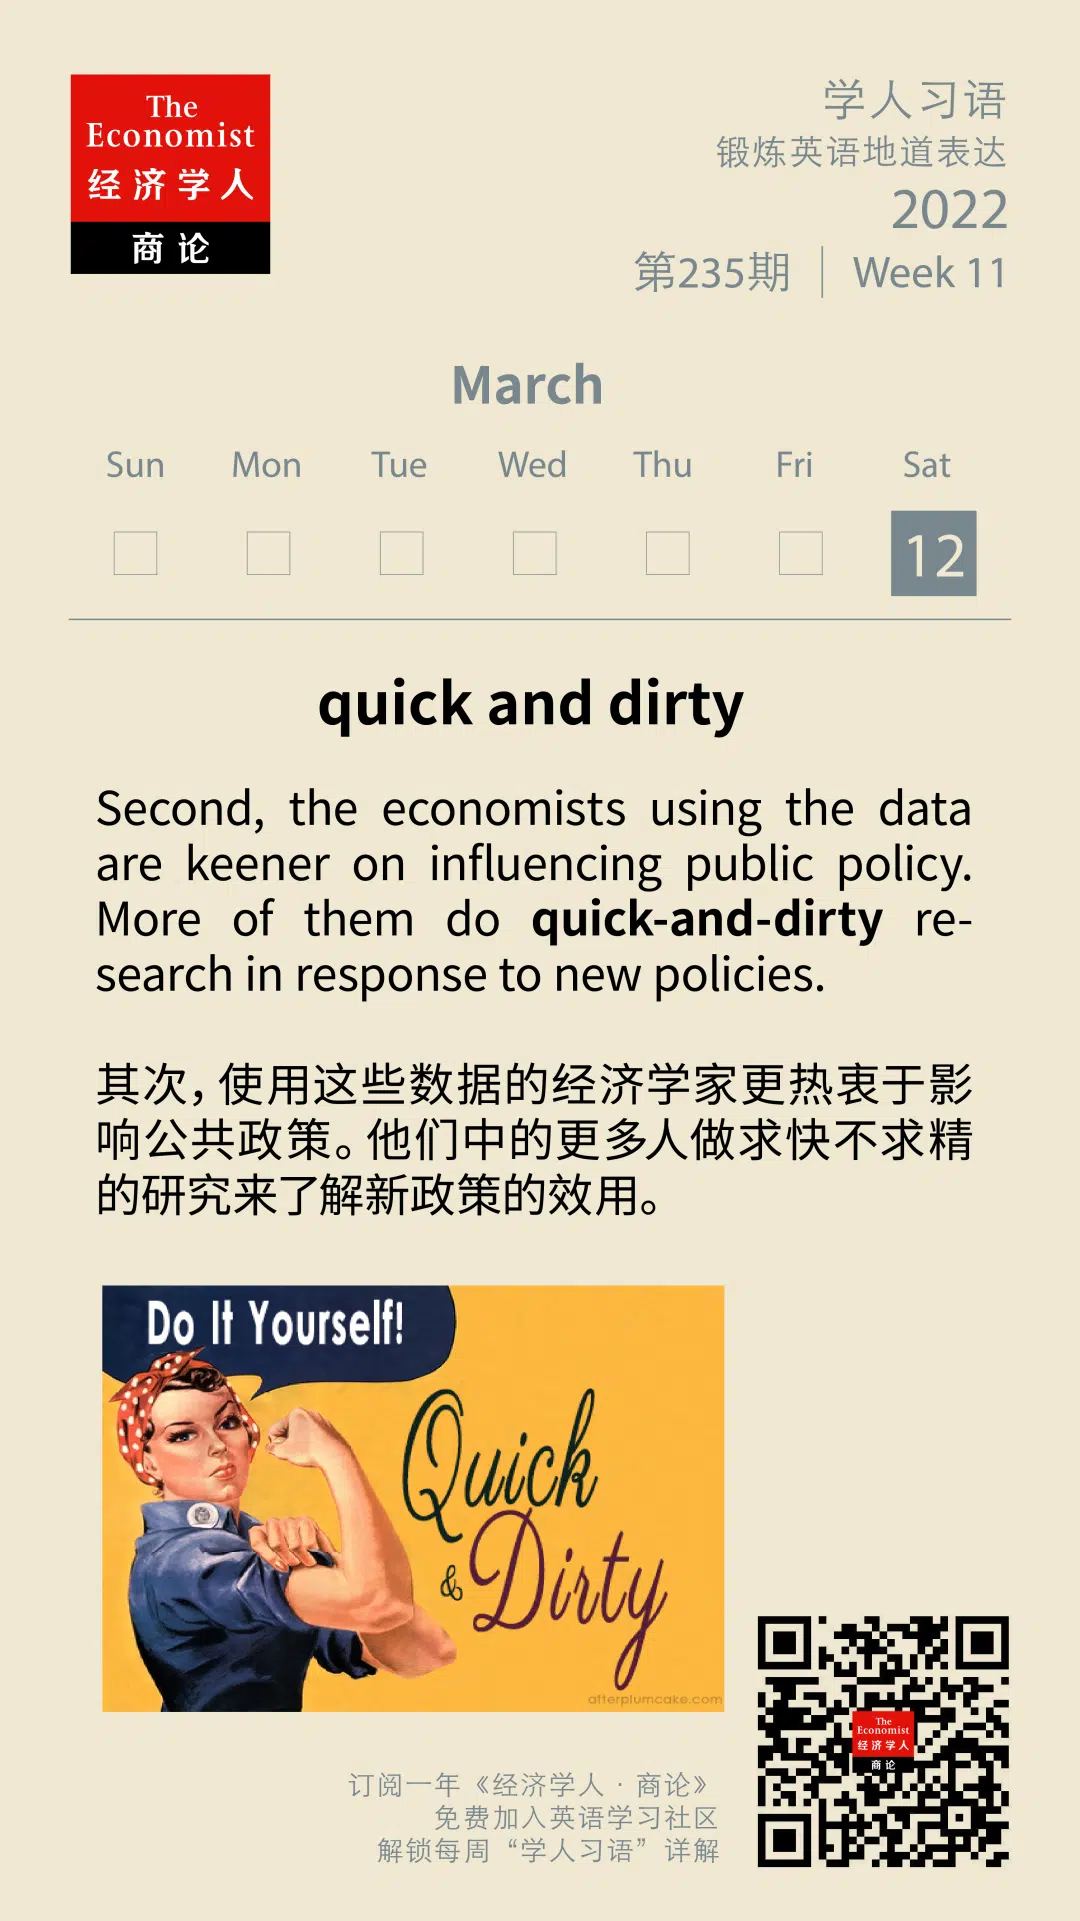 The
Economist
经济学人
商论
学人习语
锻炼英语地道表达
2022
第235期 | Week 11
March
Sun Mon Tue Wed Thu Fri Sat
12
quick and dirty
Second, the economists using the data
are keener on influencing public policy.
More of them do quick-and-dirty re-
search in response to new policies.
其次，使用这些数据的经济学家更热衷于影
响公共政策。他们中的更多人做求快不求精
的研究来了解新政策的效用。
Do It Yourself!
Quick
& Dirty
afterplumcake.com
The
Economist
经济学人
商论
订阅一年《经济学人 · 商论》
免费加入英语学习社区
解锁每周“学人习语”详解